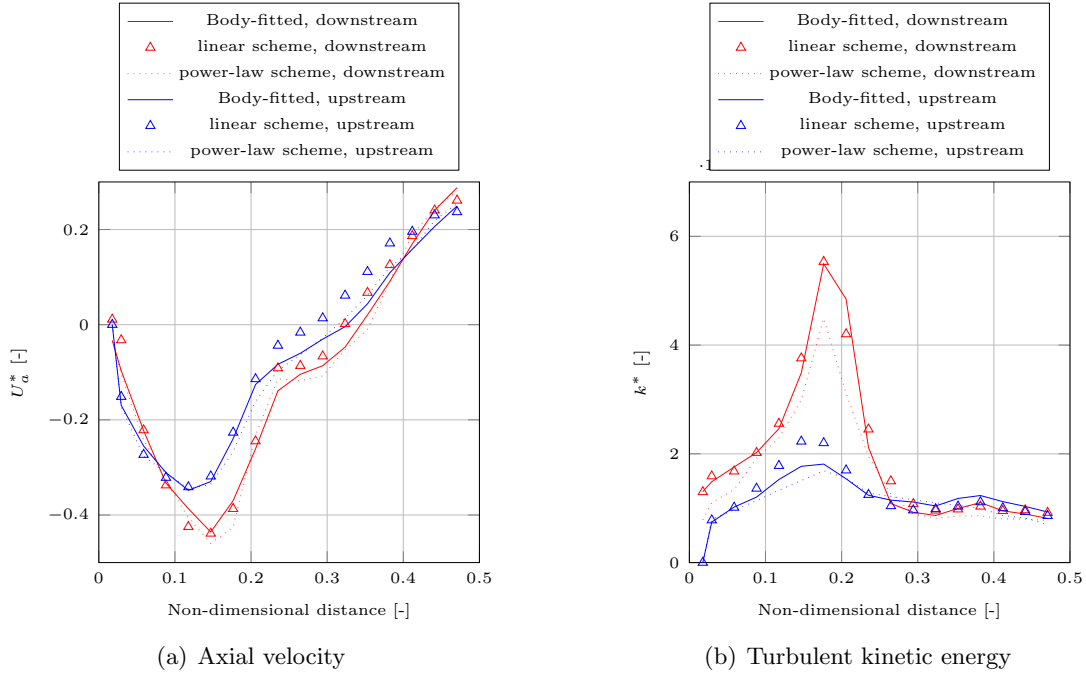 Body-fitted, downstream
linear scheme, downstream
power-law scheme, downstream
Body-fitted, upstream
linear scheme, upstream
power-law scheme, upstream
0.2
0
−0.2
−0.4
0
0.1
0.2
0.3
0.4
0.5
U*a [-]
Non-dimensional distance [-]
(a) Axial velocity
Body-fitted, downstream
linear scheme, downstream
power-law scheme, downstream
Body-fitted, upstream
linear scheme, upstream
power-law scheme, upstream
6
4
2
0
0
0.1
0.2
0.3
0.4
0.5
k* [-]
Non-dimensional distance [-]
(b) Turbulent kinetic energy